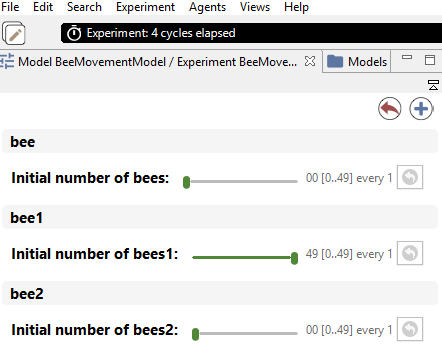 File Edit Search Experiment Agents Views Help
Experiment: 4 cycles elapsed
Model BeeMovementModel / Experiment BeeMove... Models
bee
Initial number of bees: 00 [0..49] every 1
bee1
Initial number of bees1: 49 [0..49] every 1
bee2
Initial number of bees2: 00 [0..49] every 1